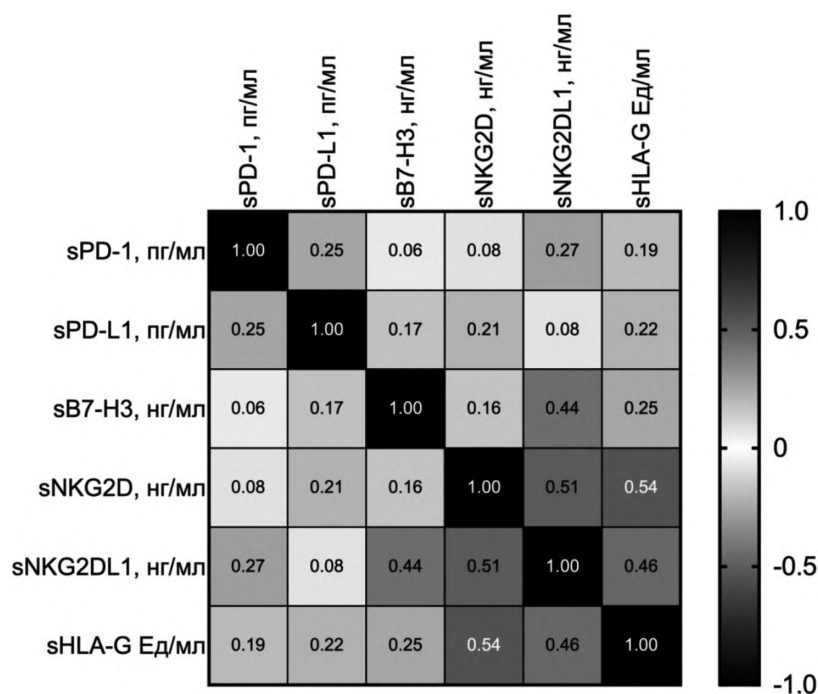 sPD-1, пг/мл
sPD-L1, пг/мл
sB7-H3, нг/мл
sNKG2D, нг/мл
sNKG2DL1, нг/мл
sHLA-G Ед/мл
sPD-1, пг/мл 1.00 0.25 0.06 0.08 0.27 0.19
sPD-L1, пг/мл 0.25 1.00 0.17 0.21 0.08 0.22
sB7-H3, нг/мл 0.06 0.17 1.00 0.16 0.44 0.25
sNKG2D, нг/мл 0.08 0.21 0.16 1.00 0.51 0.54
sNKG2DL1, нг/мл 0.27 0.08 0.44 0.51 1.00 0.46
sHLA-G Ед/мл 0.19 0.22 0.25 0.54 0.46 1.00
1.0
0.5
0
-0.5
-1.0